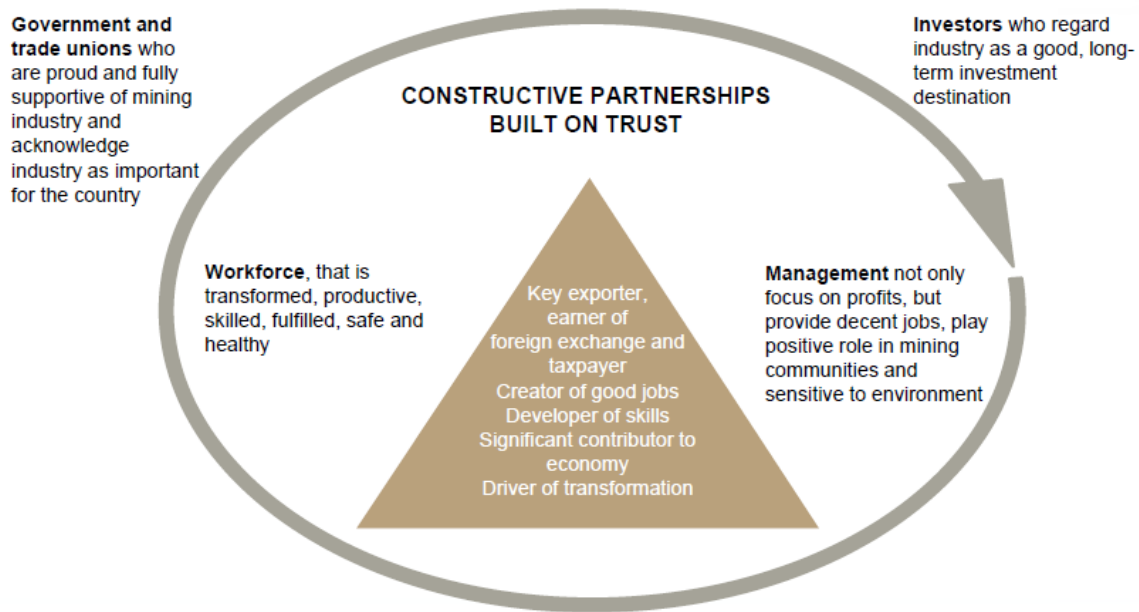 Government and
trade unions who
are proud and fully
supportive of mining
industry and
acknowledge
industry as important
for the country
Investors who regard
industry as a good, long-
term investment
destination
CONSTRUCTIVE PARTNERSHIPS
BUILT ON TRUST
Workforce, that is
transformed, productive,
skilled, fulfilled, safe and
healthy
Key exporter,
earner of
foreign exchange and
taxpayer
Creator of good jobs
Developer of skills
Significant contributor to
economy
Driver of transformation
Management not only
focus on profits, but
provide decent jobs, play
positive role in mining
communities and
sensitive to environment